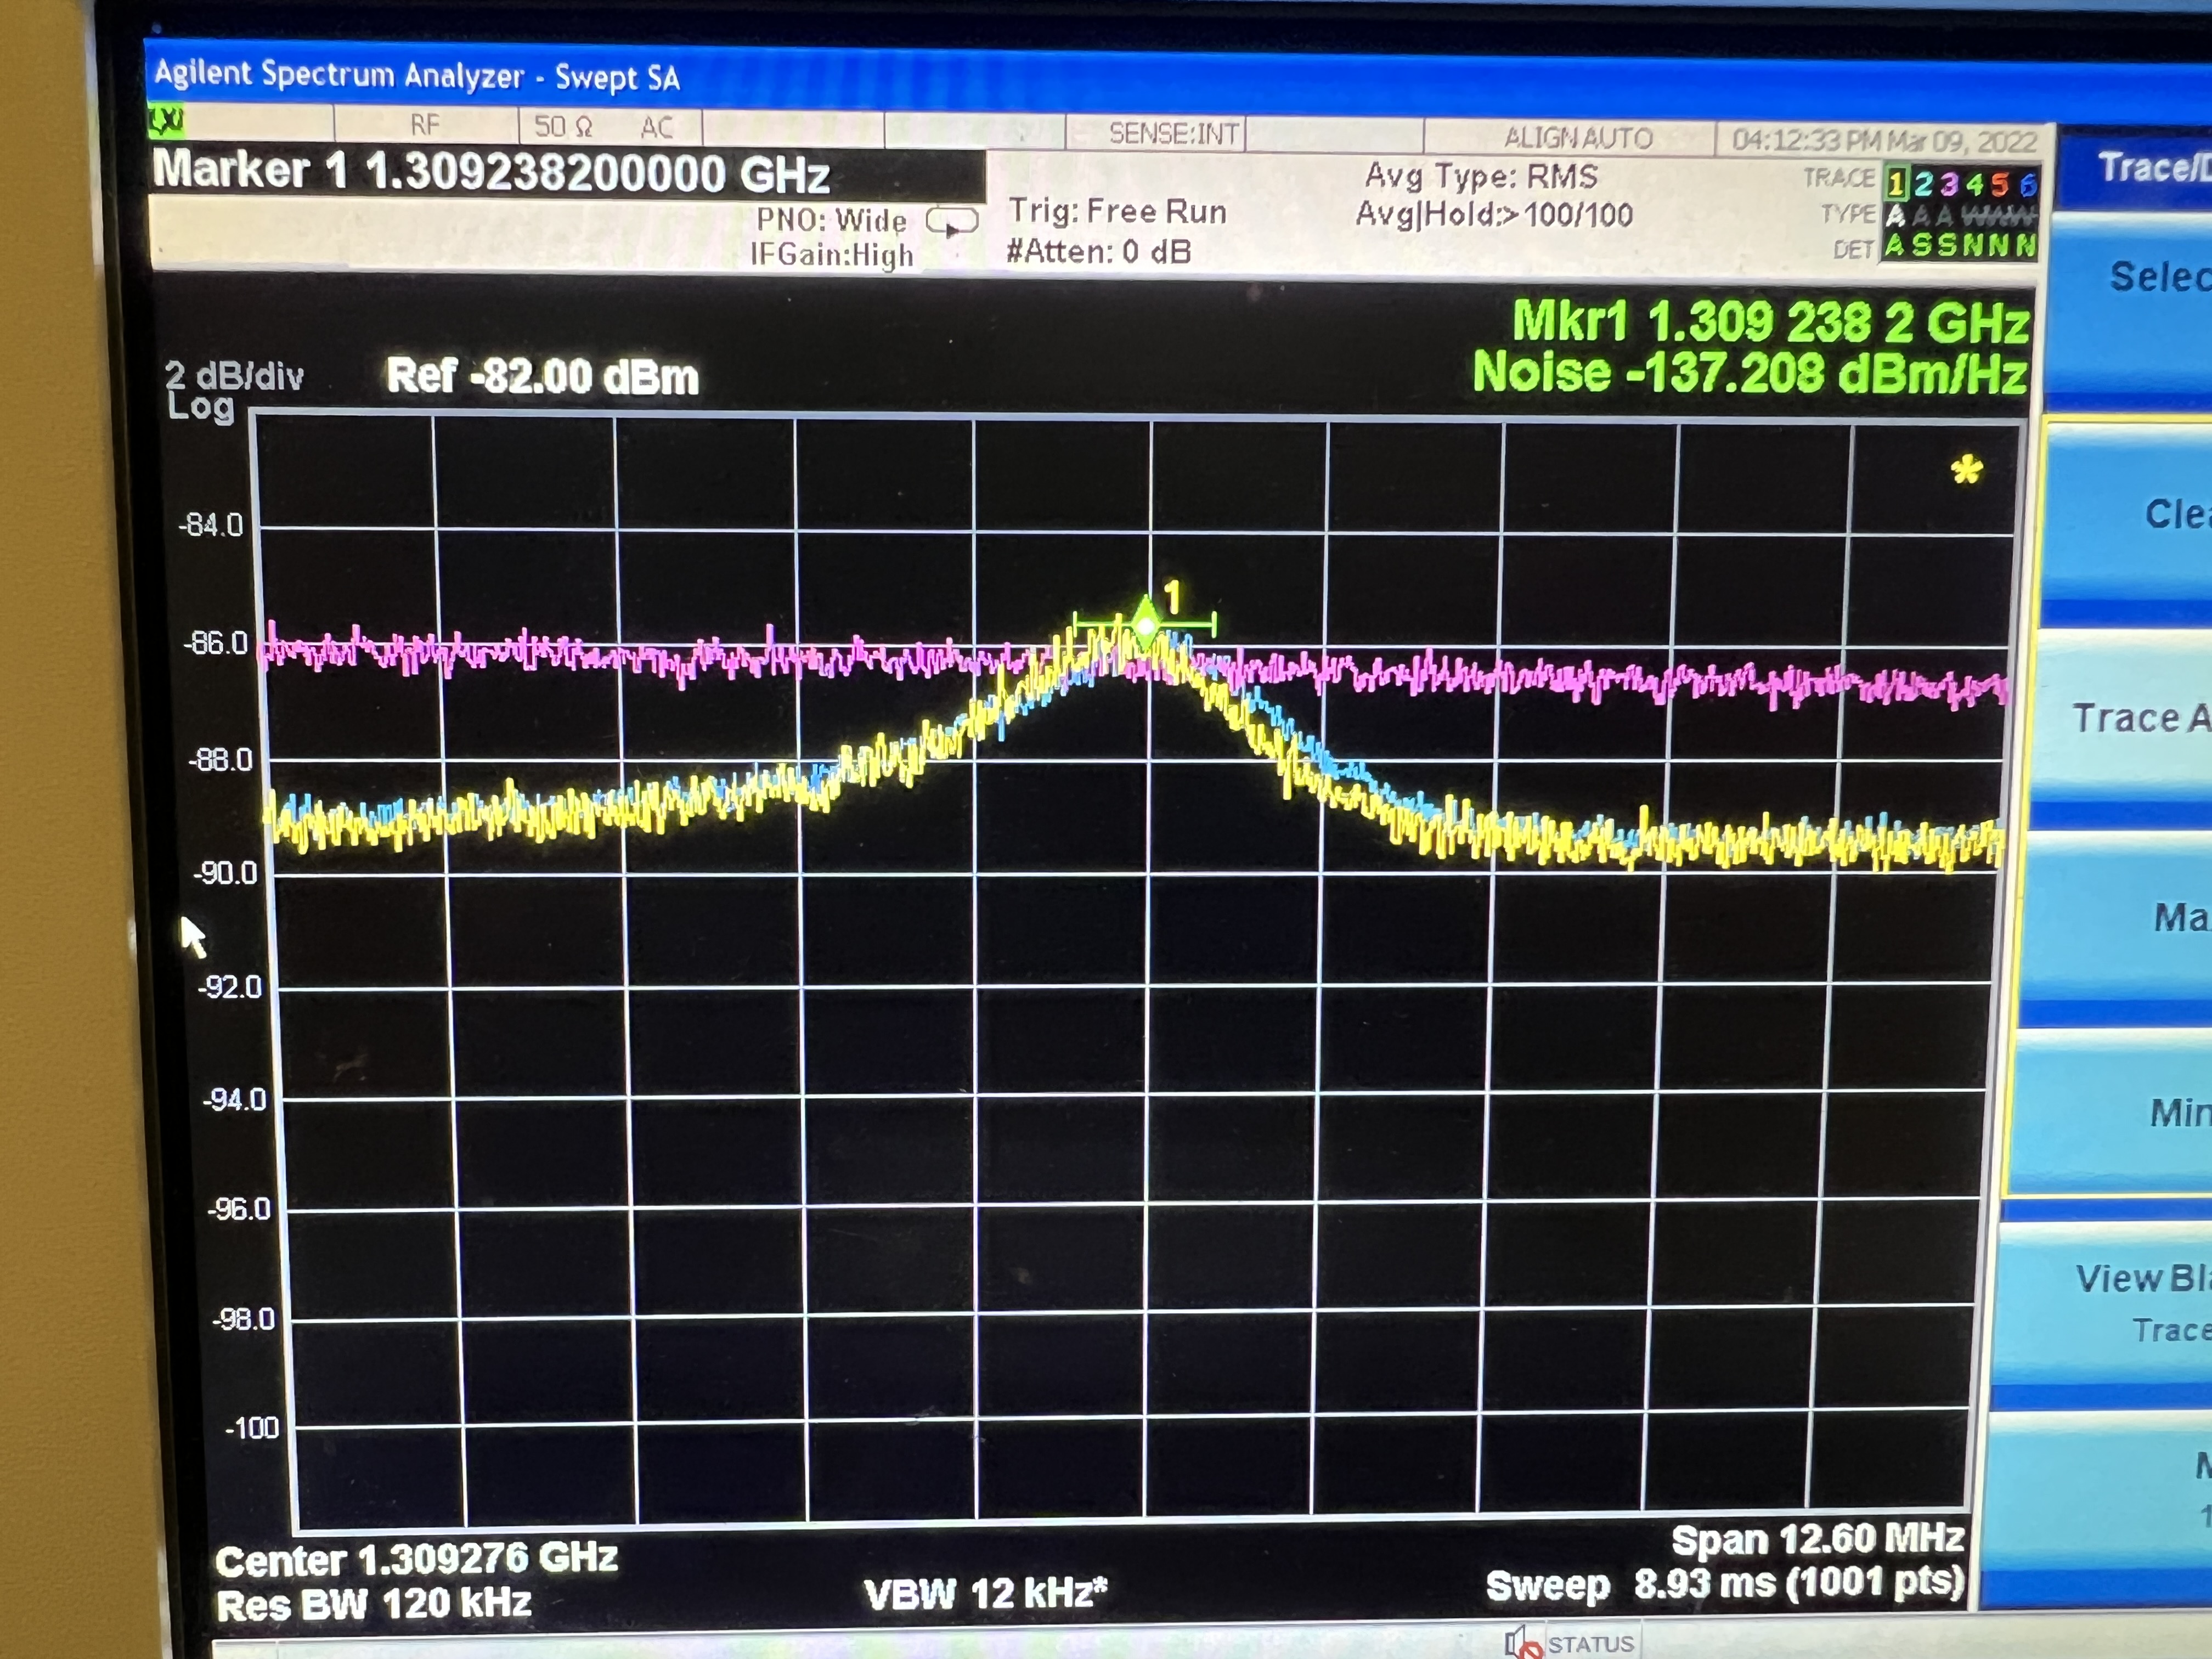 Agilent Spectrum Analyzer - Swept SA
RF 50 Ω AC SENSE:INT ALIGN AUTO 04:12:33 PM Mar 09, 2022
Marker 1 1.309238200000 GHz
PNO: Wide
IFGain:High
Trig: Free Run
#Atten: 0 dB
Avg Type: RMS
Avg|Hold:>100/100
TRACE 1 2 3 4 5 6
TYPE A A A W W W
DET A S S N N N
Mkr1 1.309 238 2 GHz
Noise -137.208 dBm/Hz
2 dB/div
Log
Ref -82.00 dBm
1
*
-84.0
-86.0
-88.0
-90.0
-92.0
-94.0
-96.0
-98.0
-100
Center 1.309276 GHz
Res BW 120 kHz
VBW 12 kHz*
Span 12.60 MHz
Sweep 8.93 ms (1001 pts)
STATUS
Trace/D
Selec
Clea
Trace A
Ma
Min
View Bla
Trace
M
1